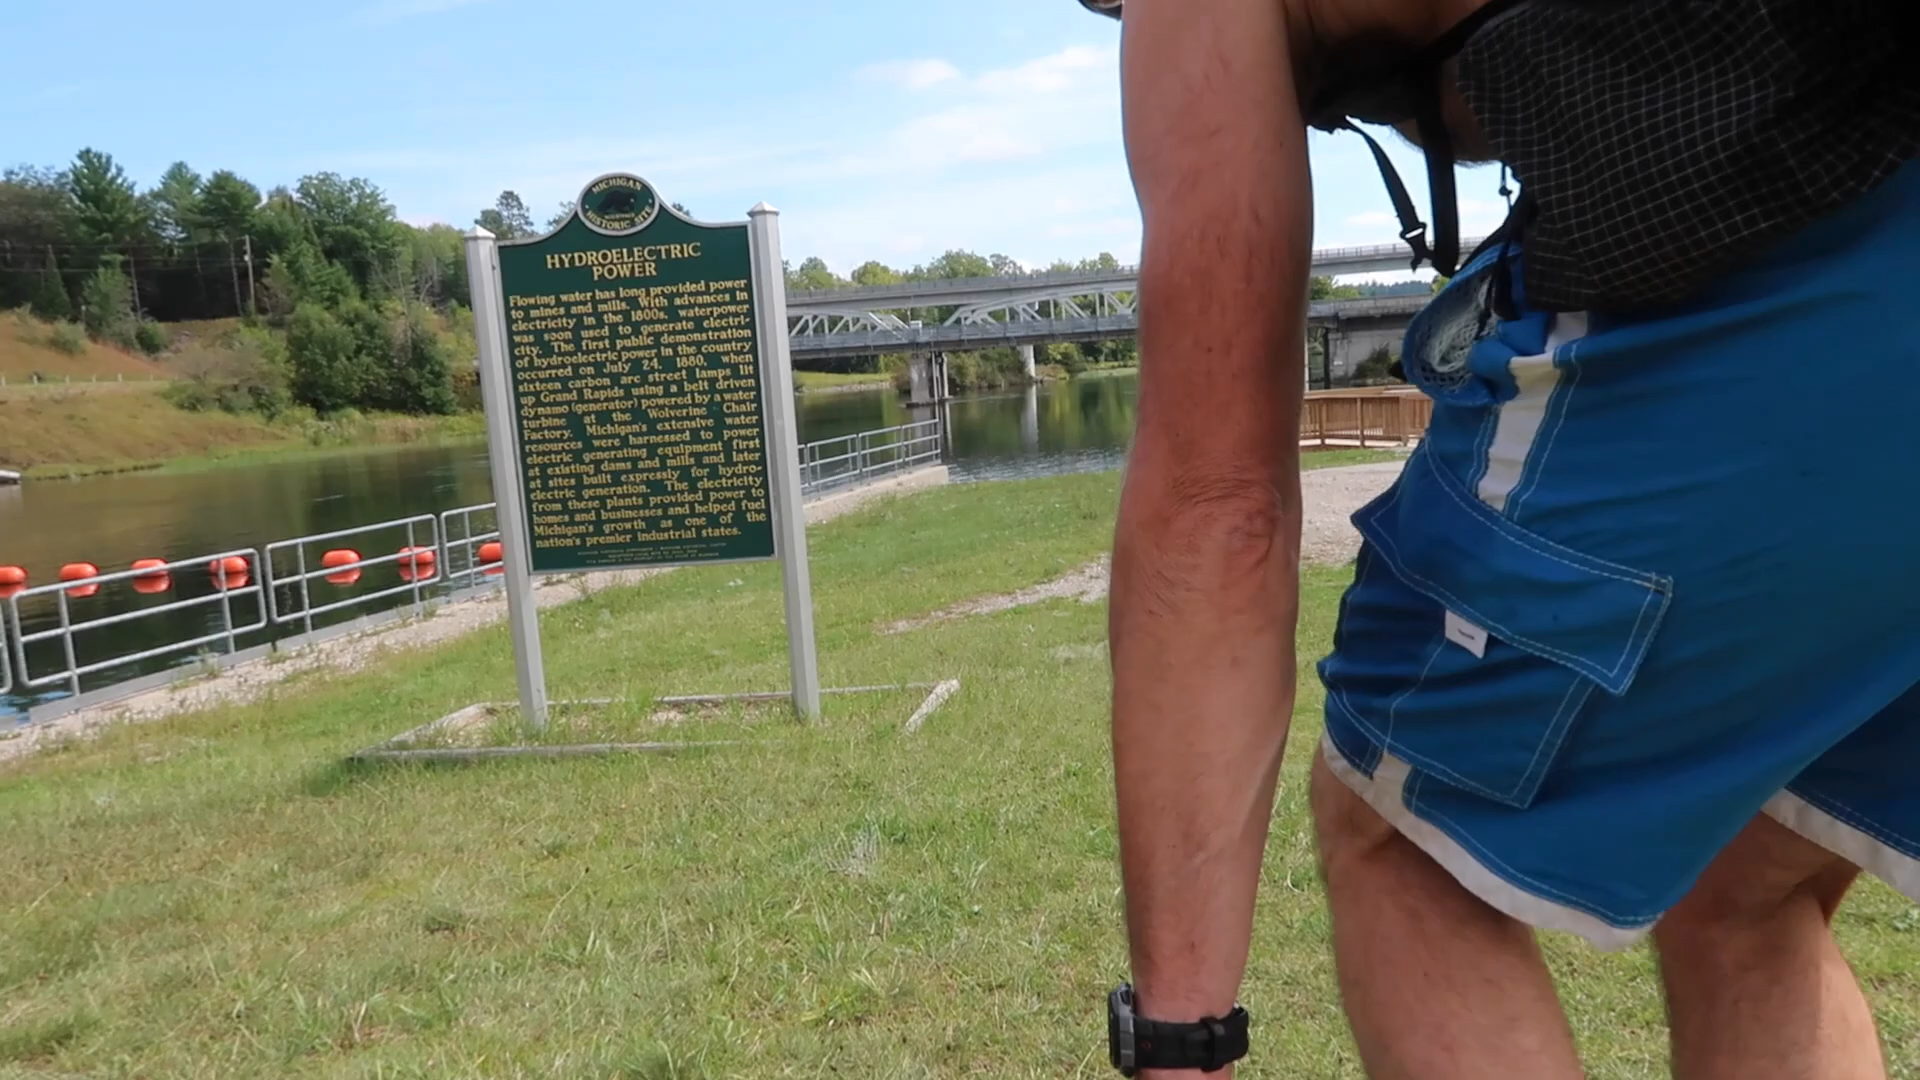 MICHIGAN
HISTORIC SITE
HYDROELECTRIC
POWER
Flowing water has long provided power
to mines and mills. With advances in
electricity in the 1800s, waterpower
was soon used to generate electri-
city. The first public demonstration
of hydroelectric power in the country
occurred on July 24, 1880, when
sixteen carbon arc street lamps lit
up Grand Rapids using a belt driven
dynamo (generator) powered by a water
turbine at the Wolverine Chair
Factory. Michigan's extensive water
resources were harnessed to power
electric generating equipment first
at existing dams and mills and later
at sites built expressly for hydro-
electric generation. The electricity
from these plants provided power to
homes and businesses and helped fuel
Michigan's growth as one of the
nation's premier industrial states.